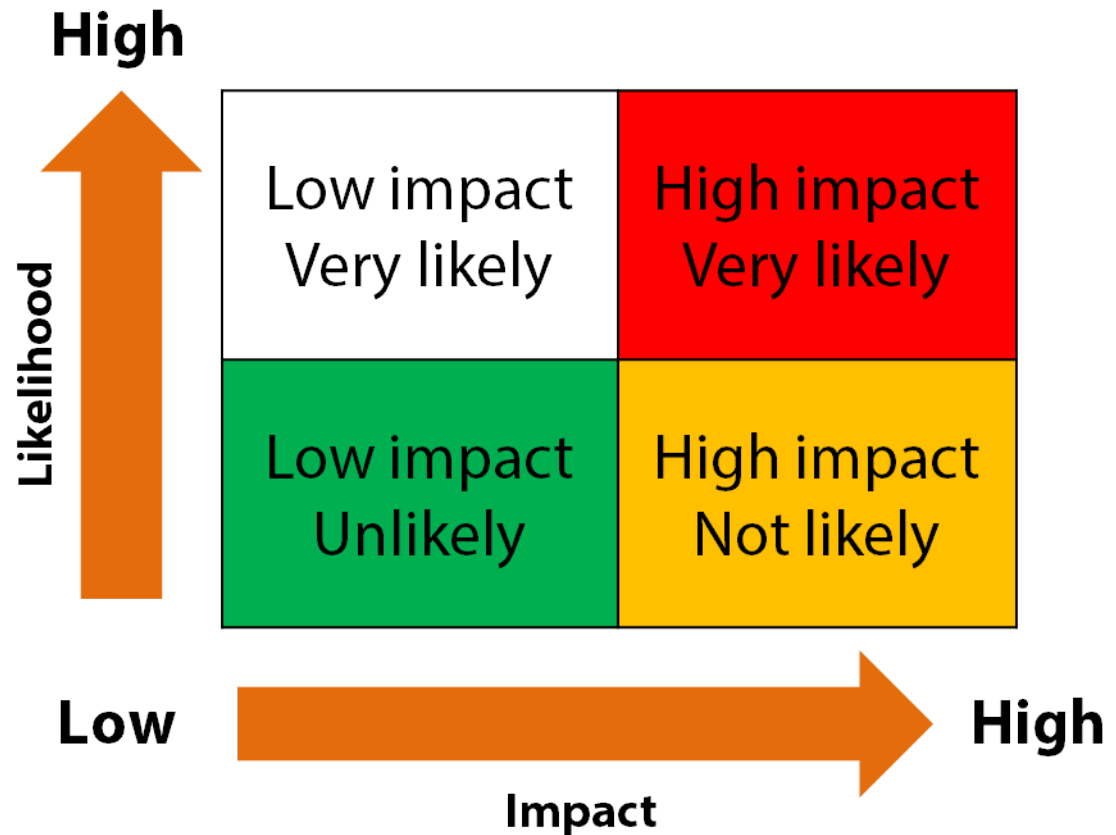 High
Low impact
Very likely
High impact
Very likely
Likelihood
Low impact
Unlikely
High impact
Not likely
Low
High
Impact